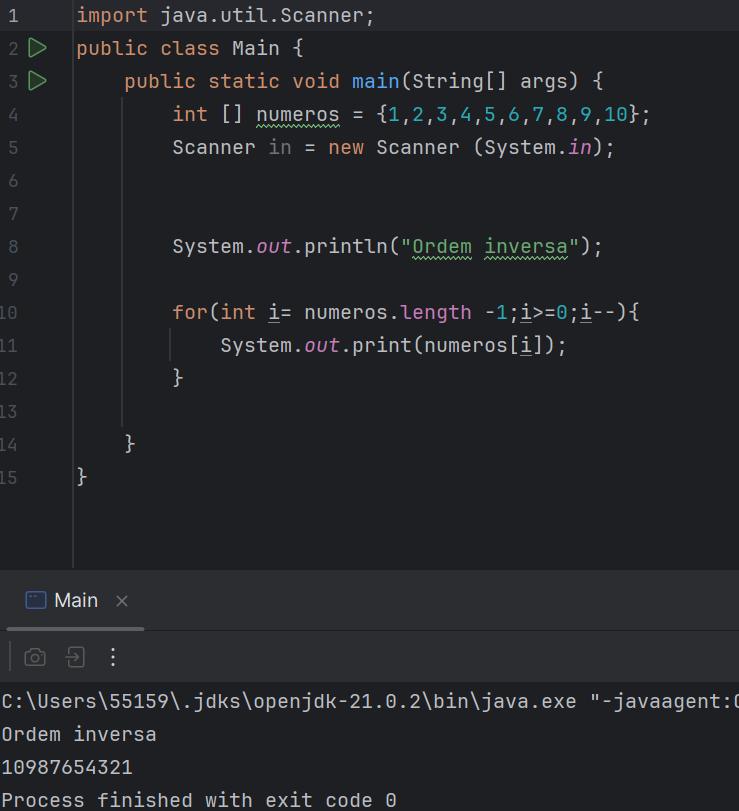 1 import java.util.Scanner;
2 public class Main {
3 public static void main(String[] args) {
4 int [] numeros = {1,2,3,4,5,6,7,8,9,10};
5 Scanner in = new Scanner (System.in);
6
7
8 System.out.println("Ordem inversa");
9
10 for(int i= numeros.length -1;i>=0;i--){
11 System.out.print(numeros[i]);
12 }
13
14 }
15 }
Main
C:\Users\55159\.jdks\openjdk-21.0.2\bin\java.exe "-javaagent:
Ordem inversa
10987654321
Process finished with exit code 0